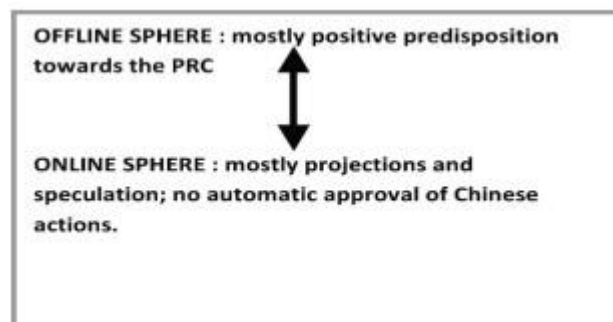 OFFLINE SPHERE : mostly positive predisposition
towards the PRC
ONLINE SPHERE : mostly projections and
speculation; no automatic approval of Chinese
actions.